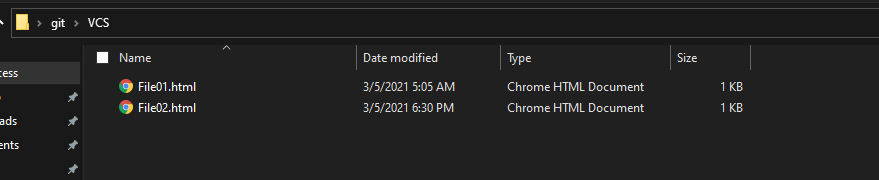 git VCS
Name Date modified Type Size
cess
File01.html 3/5/2021 5:05 AM Chrome HTML Document 1 KB
File02.html 3/5/2021 6:30 PM Chrome HTML Document 1 KB
ads
ents